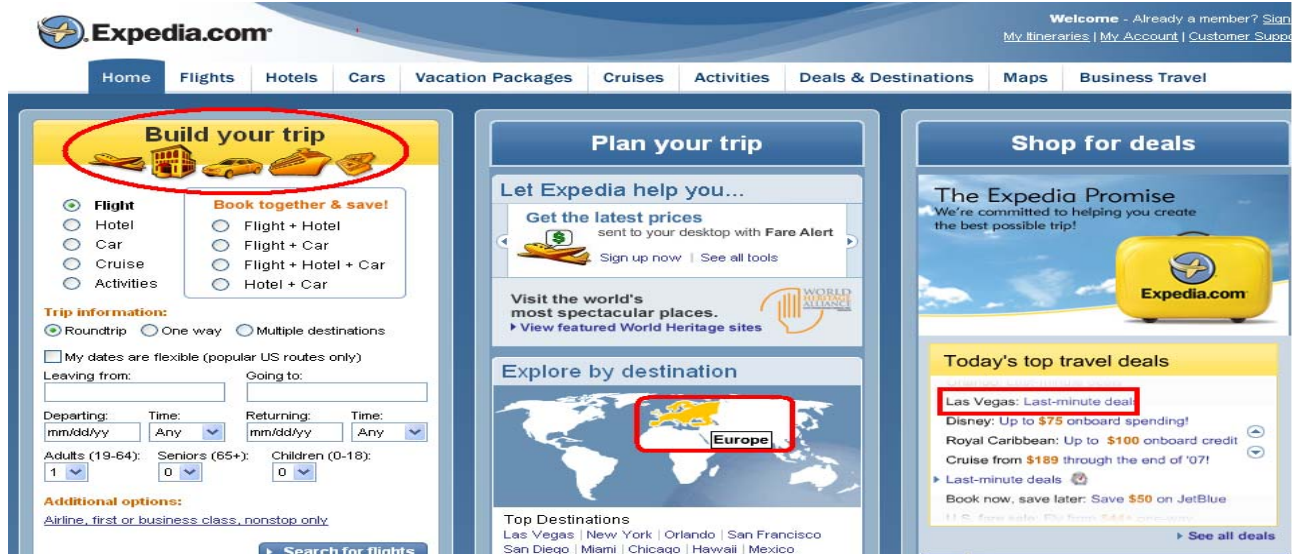 Expedia.com
Welcome - Already a member? Sign
My Itineraries | My Account | Customer
Home Flights Hotels Cars Vacation Packages Cruises Activities Deals & Destinations Maps Business Travel
Build your trip
Flight
Hotel
Car
Cruise
Activities
Book together & save!
Flight + Hotel
Flight + Car
Flight + Hotel + Car
Hotel + Car
Trip information:
Roundtrip One way Multiple destinations
My dates are flexible (popular US routes only)
Leaving from: Going to:
Departing: Time: Returning: Time:
mm/dd/yy Any mm/dd/yy Any
Adults (19-64): Seniors (65+): Children (0-18):
1 0 0
Additional options:
Airline, first or business class, nonstop only
Search for flights
Plan your trip
Let Expedia help you...
Get the latest prices
sent to your desktop with Fare Alert
Sign up now | See all tools
Visit the world's
most spectacular places.
View featured World Heritage sites
WORLD
HERITAGE
ALLIANCE
Explore by destination
Europe
Top Destinations
Las Vegas | New York | Orlando | San Francisco
San Diego | Miami | Chicago | Hawaii | Mexico
Shop for deals
The Expedia Promise
We're committed to helping you create
the best possible trip!
Expedia.com
Today's top travel deals
Las Vegas: Last-minute deals
Disney: Up to $75 onboard spending!
Royal Caribbean: Up to $100 onboard credit
Cruise from $189 through the end of '07!
Last-minute deals
Book now, save later: Save $50 on JetBlue
See all deals